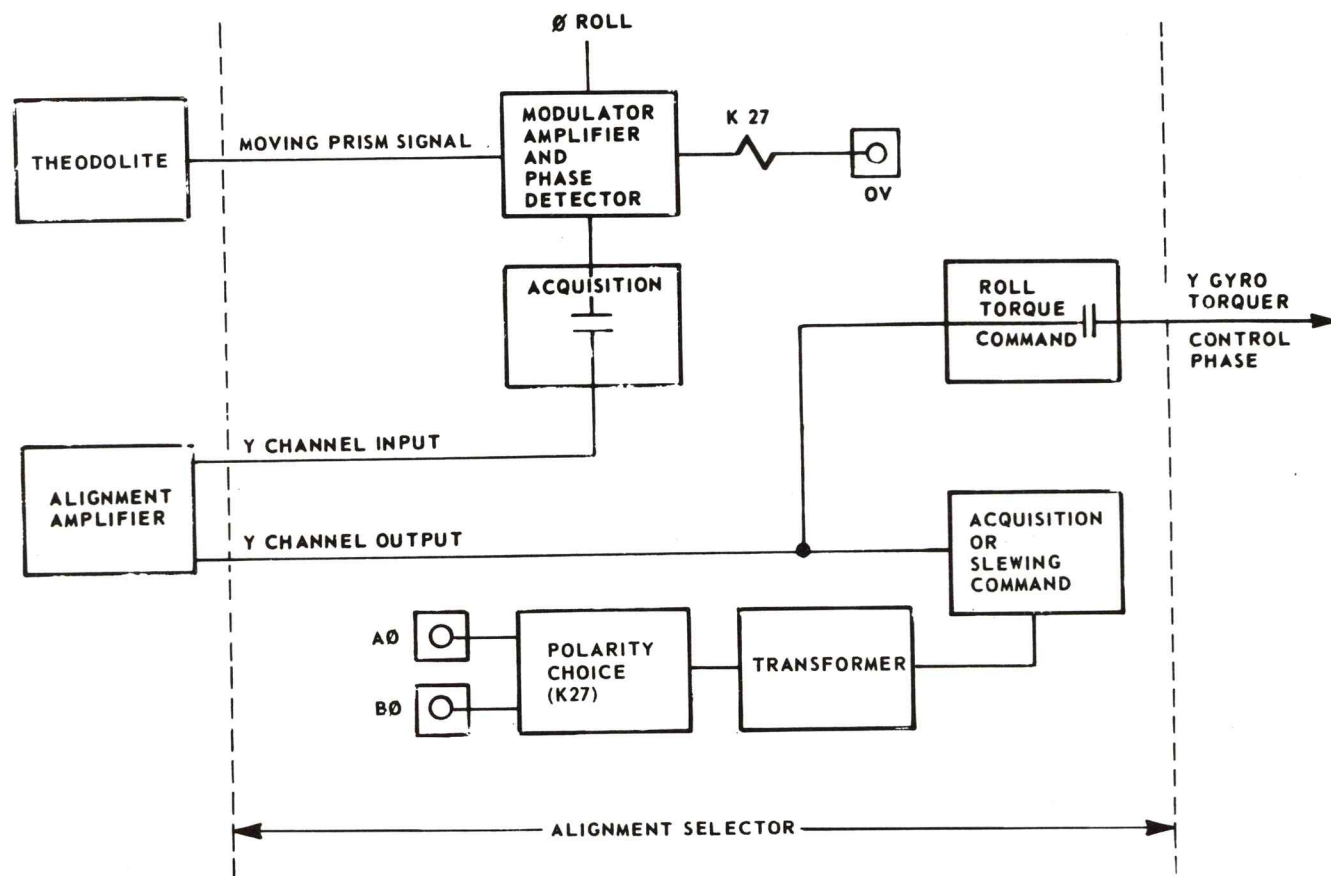 Ø ROLL
THEODOLITE
MOVING PRISM SIGNAL
MODULATOR
AMPLIFIER
AND
PHASE
DETECTOR
K 27
OV
ACQUISITION
ROLL
TORQUE
COMMAND
Y GYRO
TORQUER
CONTROL
PHASE
Y CHANNEL INPUT
ALIGNMENT
AMPLIFIER
Y CHANNEL OUTPUT
ACQUISITION
OR
SLEWING
COMMAND
AØ
BØ
POLARITY
CHOICE
(K27)
TRANSFORMER
ALIGNMENT SELECTOR